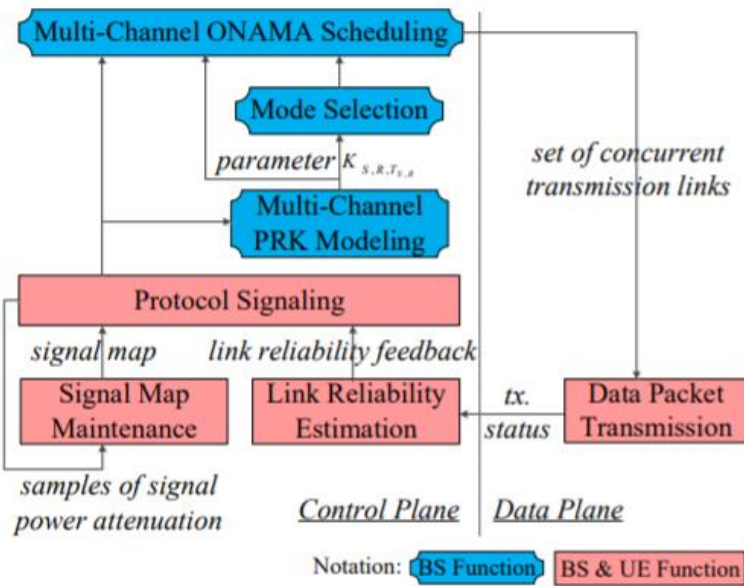 Multi-Channel ONAMA Scheduling
Mode Selection
parameter K S,R,T_{S,R}
set of concurrent
transmission links
Multi-Channel
PRK Modeling
Protocol Signaling
signal map
link reliability feedback
Signal Map
Maintenance
Link Reliability
Estimation
tx.
status
Data Packet
Transmission
samples of signal
power attenuation
Control Plane
Data Plane
Notation:
BS Function
BS & UE Function